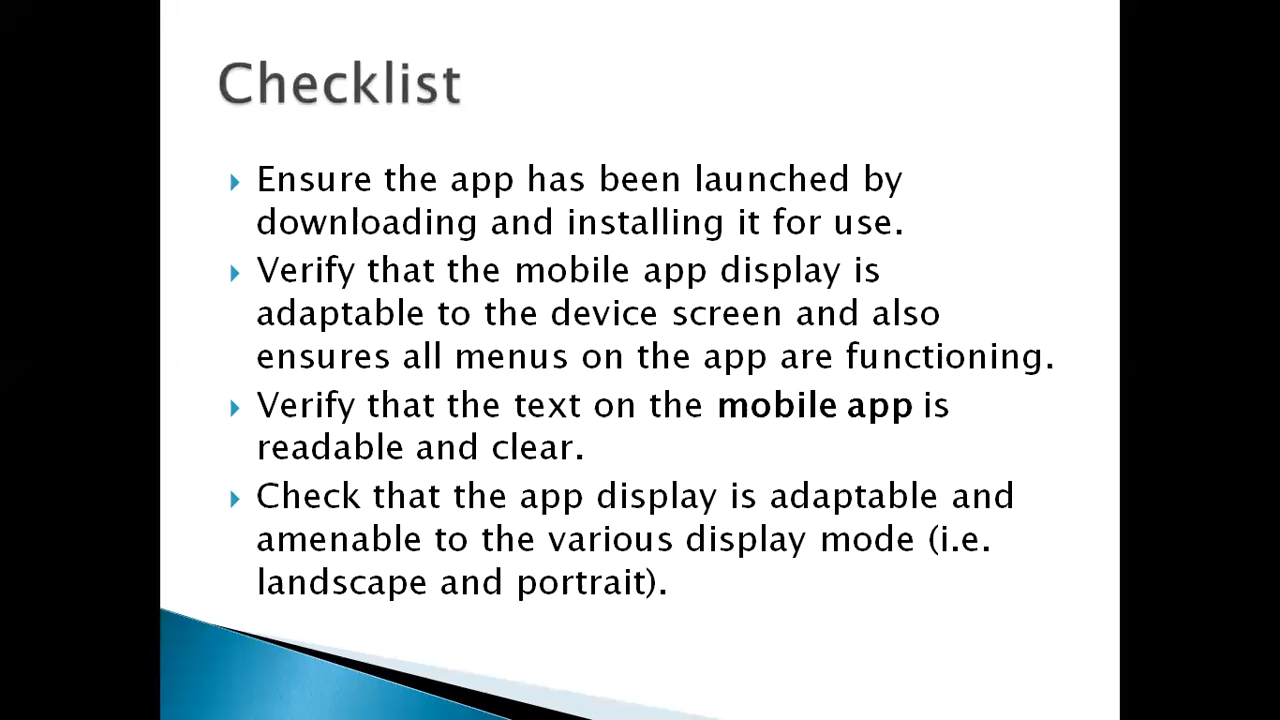 Checklist
Ensure the app has been launched by
downloading and installing it for use.
Verify that the mobile app display is
adaptable to the device screen and also
ensures all menus on the app are functioning.
Verify that the text on the mobile app is
readable and clear.
Check that the app display is adaptable and
amenable to the various display mode (i.e.
landscape and portrait).